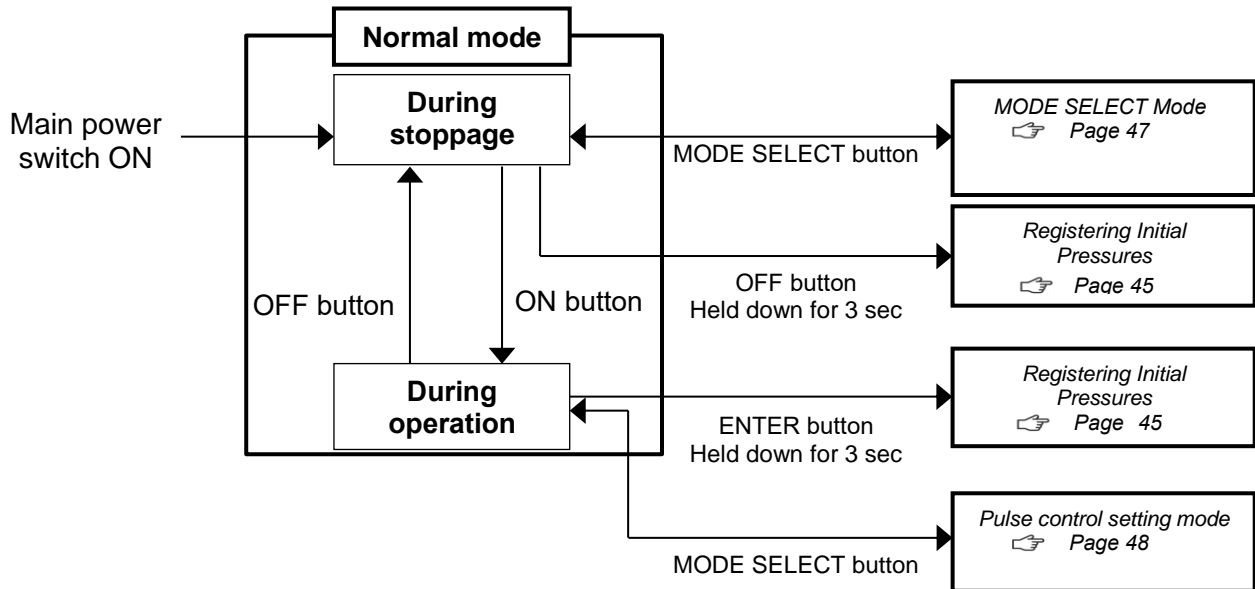 Normal mode
Main power
switch ON
During
stoppage
MODE SELECT button
MODE SELECT Mode
☞ Page 47
OFF button
Held down for 3 sec
Registering Initial
Pressures
☞ Page 45
OFF button
ON button
During
operation
ENTER button
Held down for 3 sec
Registering Initial
Pressures
☞ Page 45
MODE SELECT button
Pulse control setting mode
☞ Page 48